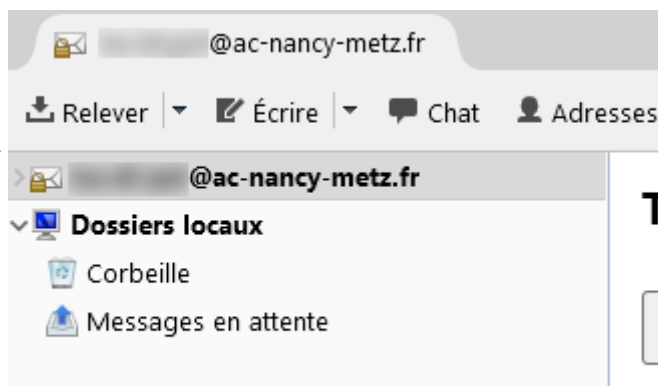 @ac-nancy-metz.fr
Relever Écrire Chat Adresses
@ac-nancy-metz.fr
Dossiers locaux
Corbeille
Messages en attente